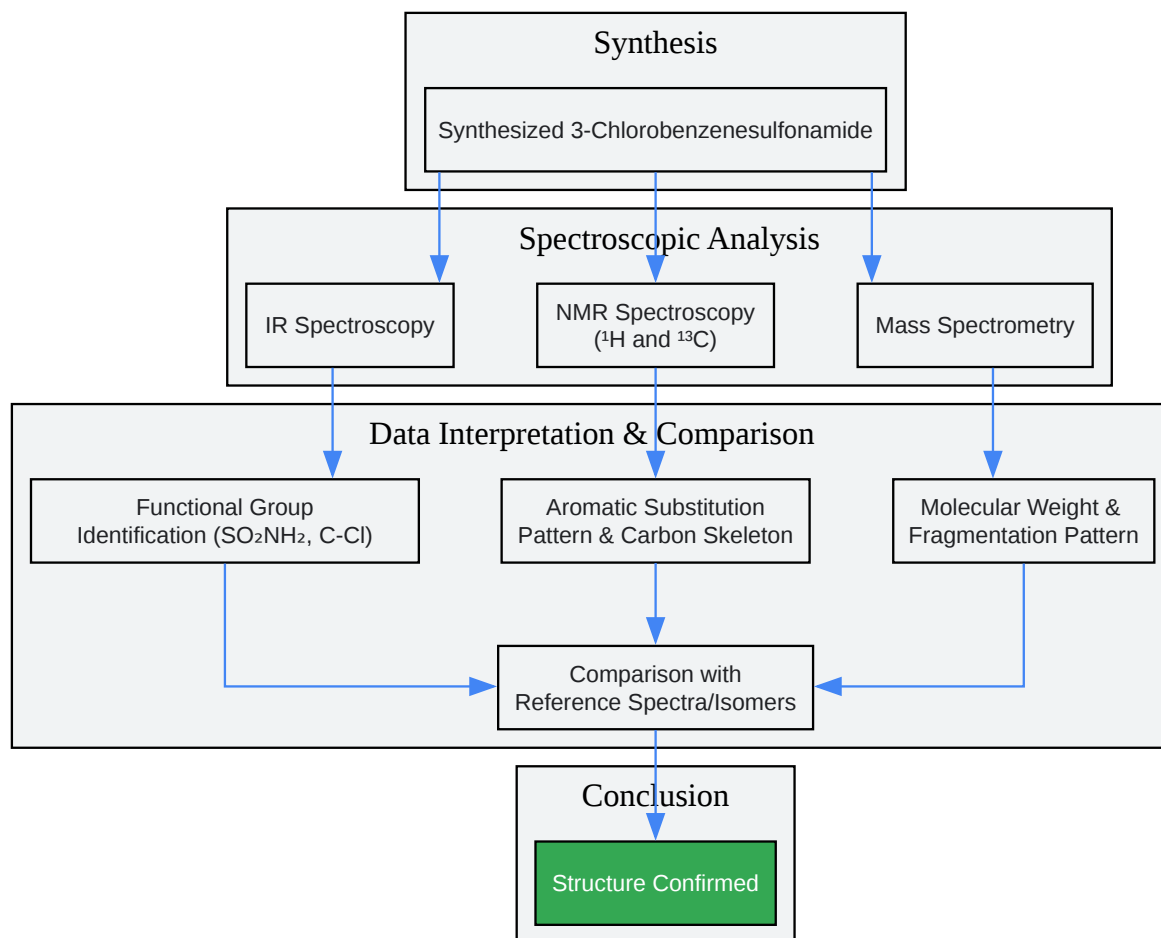 Synthesis
Synthesized 3-Chlorobenzenesulfonamide
Spectroscopic Analysis
IR Spectroscopy
NMR Spectroscopy
(¹H and ¹³C)
Mass Spectrometry
Data Interpretation & Comparison
Functional Group
Identification (SO₂NH₂, C-Cl)
Aromatic Substitution
Pattern & Carbon Skeleton
Molecular Weight &
Fragmentation Pattern
Comparison with
Reference Spectra/Isomers
Conclusion
Structure Confirmed